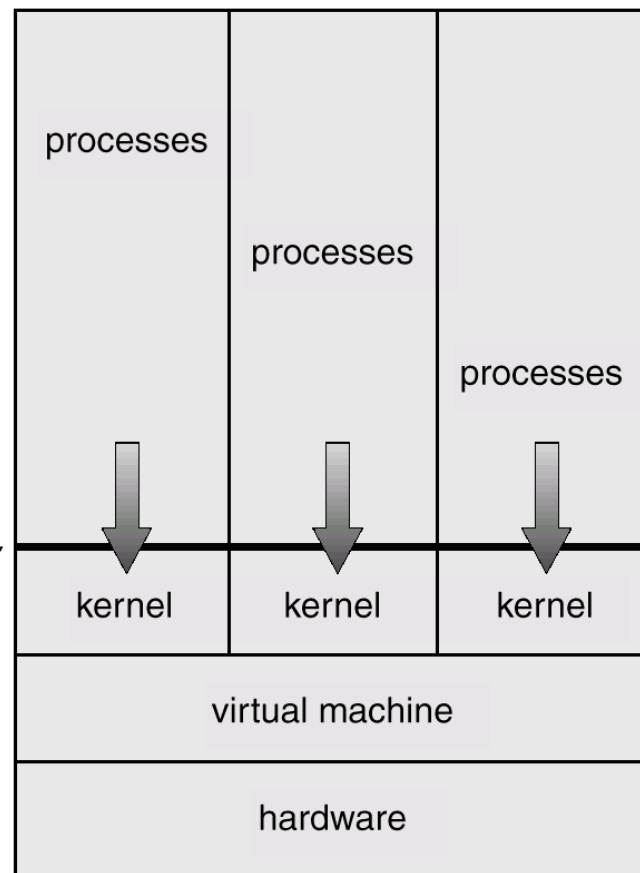 processes
processes
processes
kernel kernel kernel
virtual machine
hardware